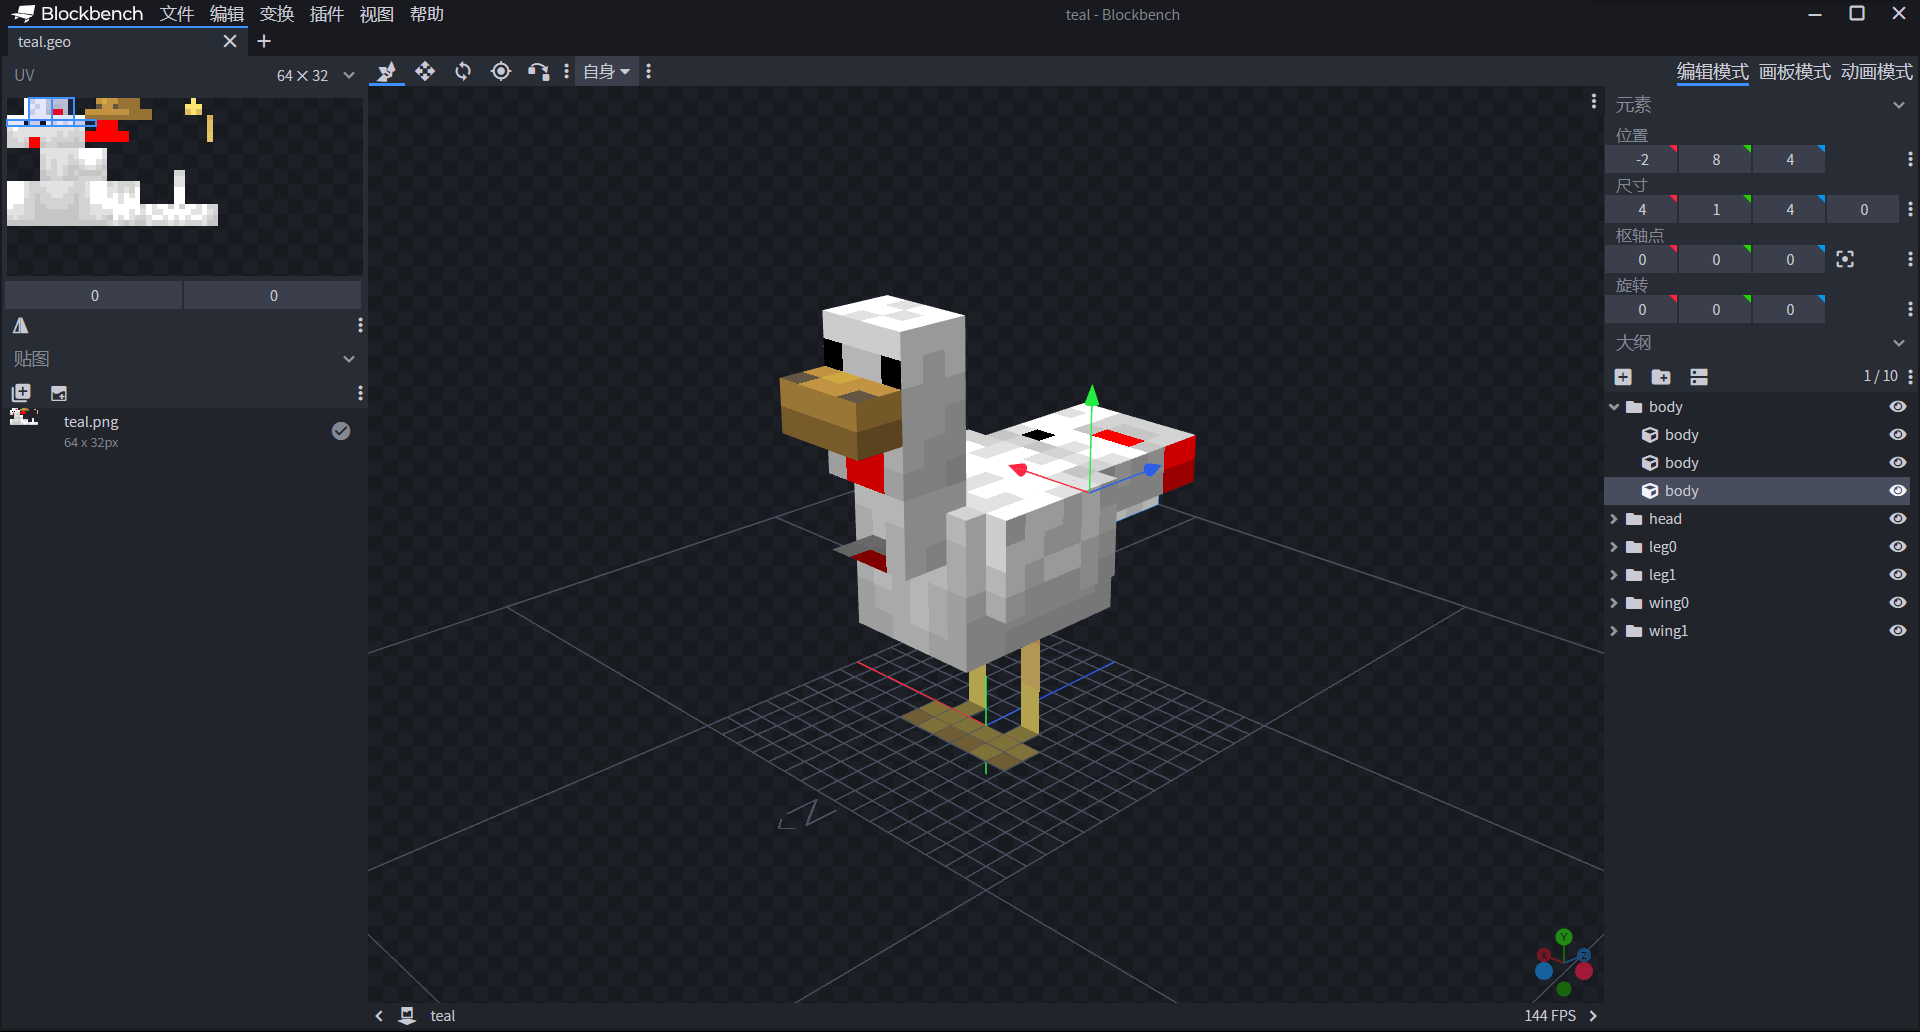 Blockbench 文件 编辑 变换 插件 视图 帮助
teal - Blockbench
teal.geo
UV 64 × 32
自身
编辑模式 画板模式 动画模式
0 0
贴图
teal.png
64 x 32px
元素
位置
-2 8 4
尺寸
4 1 4 0
枢轴点
0 0 0
旋转
0 0 0
大纲
1 / 10
body
body
body
body
head
leg0
leg1
wing0
wing1
Y
X
Z
teal
144 FPS